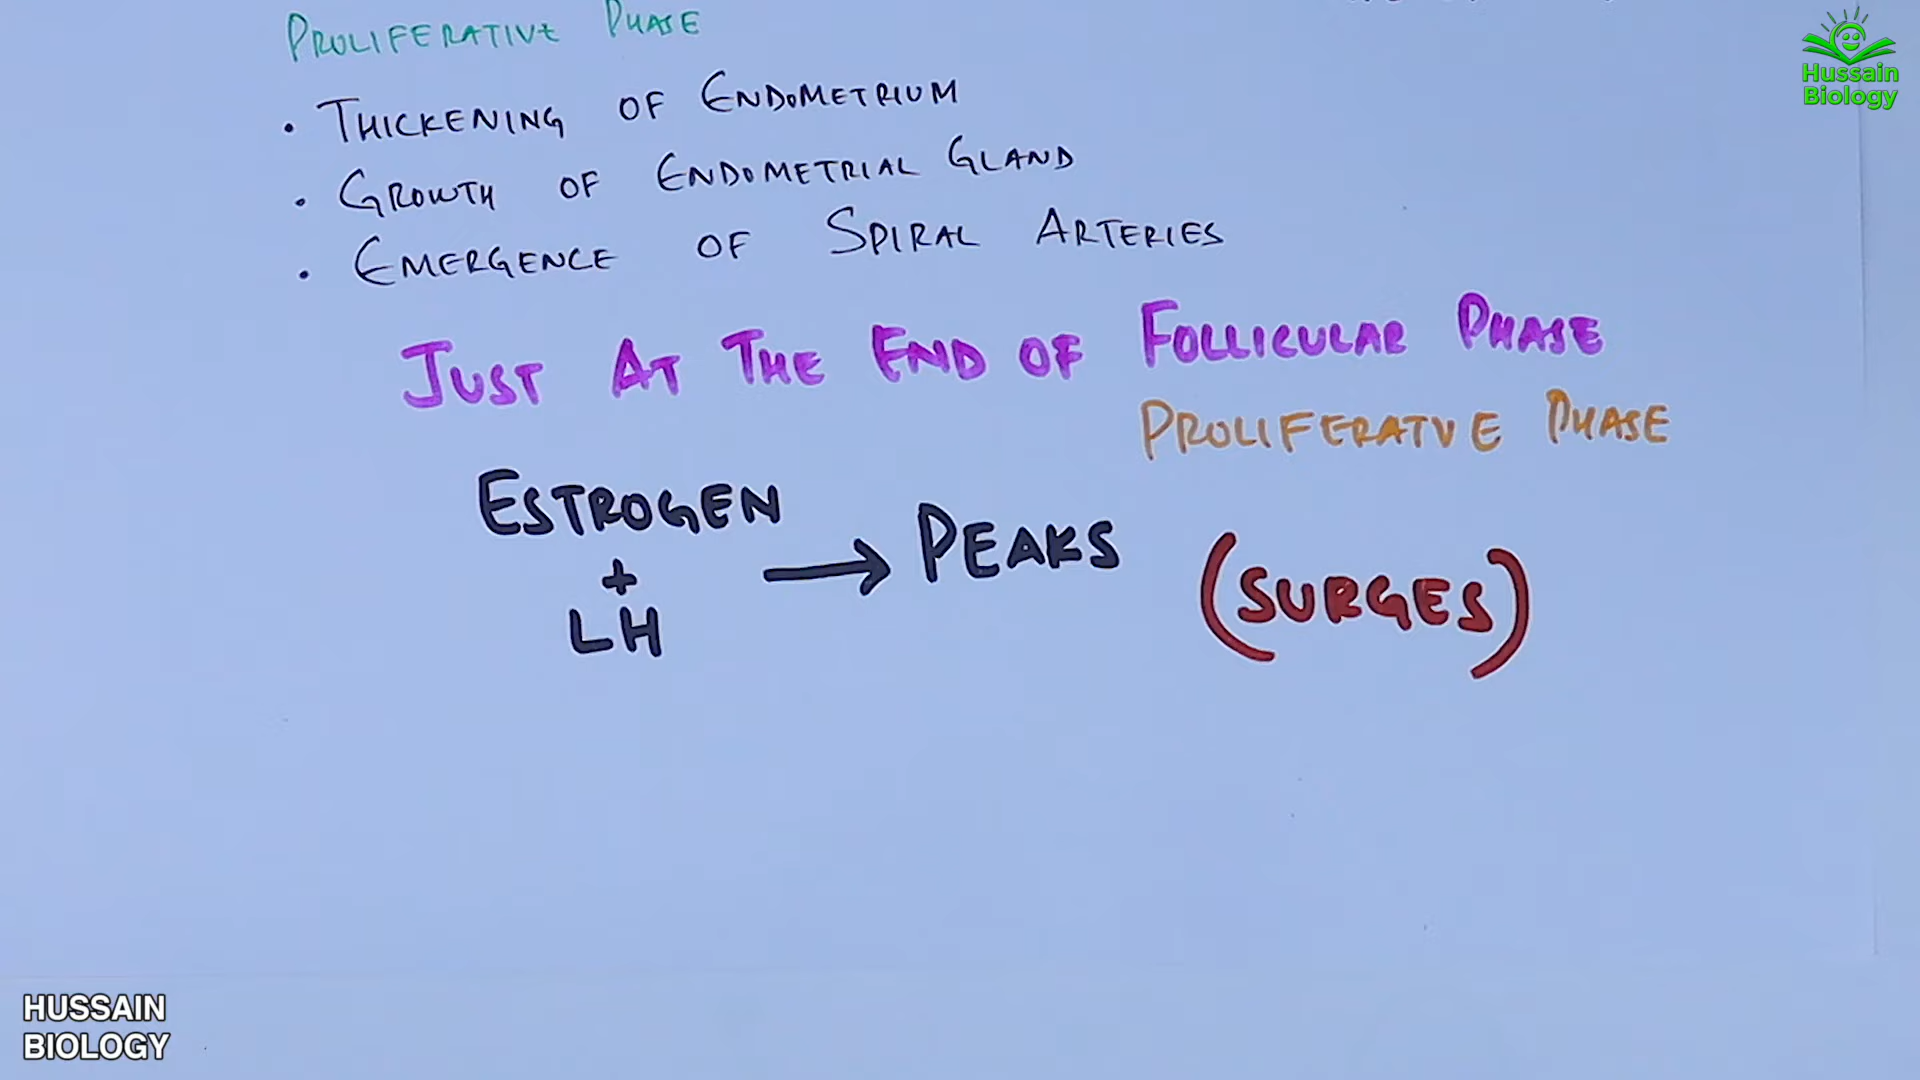 PROLIFERATIVE PHASE
Hussain
Biology
• THICKENING OF ENDOMETRIUM
• GROWTH OF ENDOMETRIAL GLAND
• EMERGENCE OF SPIRAL ARTERIES
JUST AT THE END OF FOLLICULAR PHASE
PROLIFERATVE PHASE
ESTROGEN
+
LH
→ PEAKS (SURGES)
HUSSAIN
BIOLOGY